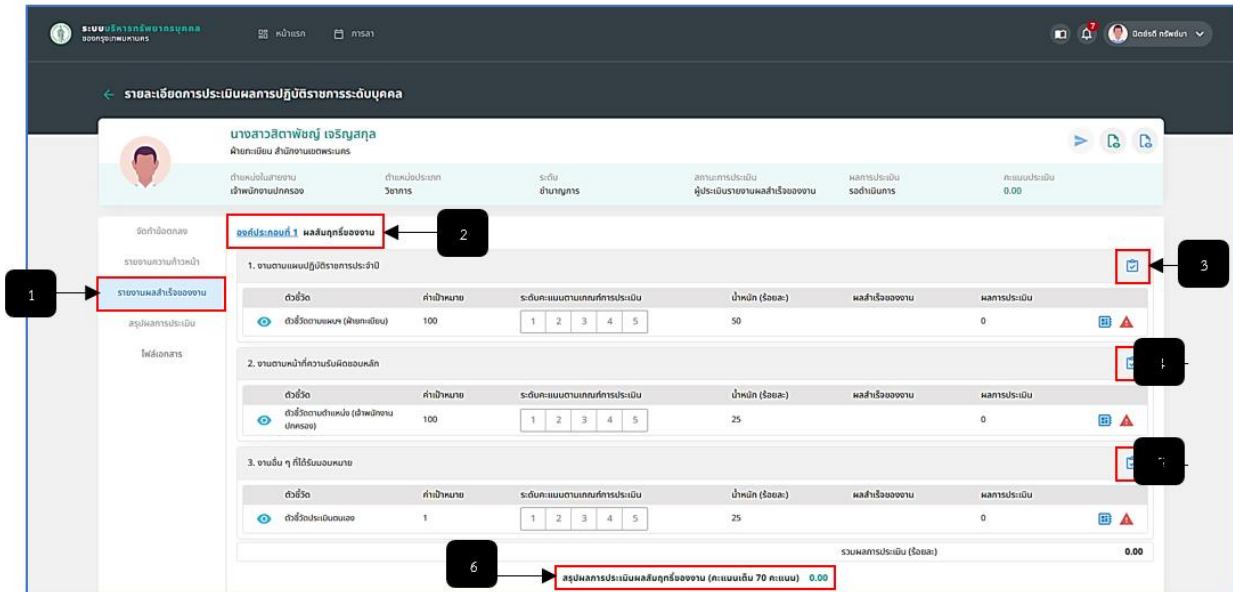 ระบบบริหารทรัพยากรบุคคล
ของกรุงเทพมหานคร
หน้าแรก
การลา
7
รายละเอียดการประเมินผลการปฏิบัติราชการระดับบุคคล
นางสาวสิตาพัชญ์ เจริญสกุล
ฝ่ายทะเบียน สำนักงานเขตพระนคร
ตำแหน่งในสายงาน ตำแหน่งประเภท ระดับ สถานะการประเมิน ผลการประเมิน คะแนนประเมิน
เจ้าพนักงานปกครอง วิชาการ ชำนาญการ ผู้ประเมินรายงานผลสำเร็จของงาน รอดำเนินการ 0.00
จัดทำข้อตกลง
รายงานความก้าวหน้า
1 รายงานผลสำเร็จของงาน
สรุปผลการประเมิน
ไฟล์เอกสาร
องค์ประกอบที่ 1 ผลสัมฤทธิ์ของงาน 2
1. งานตามแผนปฏิบัติราชการประจำปี 3
ตัวชี้วัด ค่าเป้าหมาย ระดับคะแนนตามเกณฑ์การประเมิน น้ำหนัก (ร้อยละ) ผลสำเร็จของงาน ผลการประเมิน
ตัวชี้วัดตามแผนฯ (ฝ่ายทะเบียน) 100 1 2 3 4 5 50 0
2. งานตามหน้าที่ความรับผิดชอบหลัก
ตัวชี้วัด ค่าเป้าหมาย ระดับคะแนนตามเกณฑ์การประเมิน น้ำหนัก (ร้อยละ) ผลสำเร็จของงาน ผลการประเมิน
ตัวชี้วัดตามตำแหน่ง (เจ้าพนักงาน
ปกครอง) 100 1 2 3 4 5 25 0
3. งานอื่น ๆ ที่ได้รับมอบหมาย
ตัวชี้วัด ค่าเป้าหมาย ระดับคะแนนตามเกณฑ์การประเมิน น้ำหนัก (ร้อยละ) ผลสำเร็จของงาน ผลการประเมิน
ตัวชี้วัดประเมินตนเอง 1 1 2 3 4 5 25 0
รวมผลการประเมิน (ร้อยละ) 0.00
6 สรุปผลการประเมินผลสัมฤทธิ์ของงาน (คะแนนเต็ม 70 คะแนน) 0.00